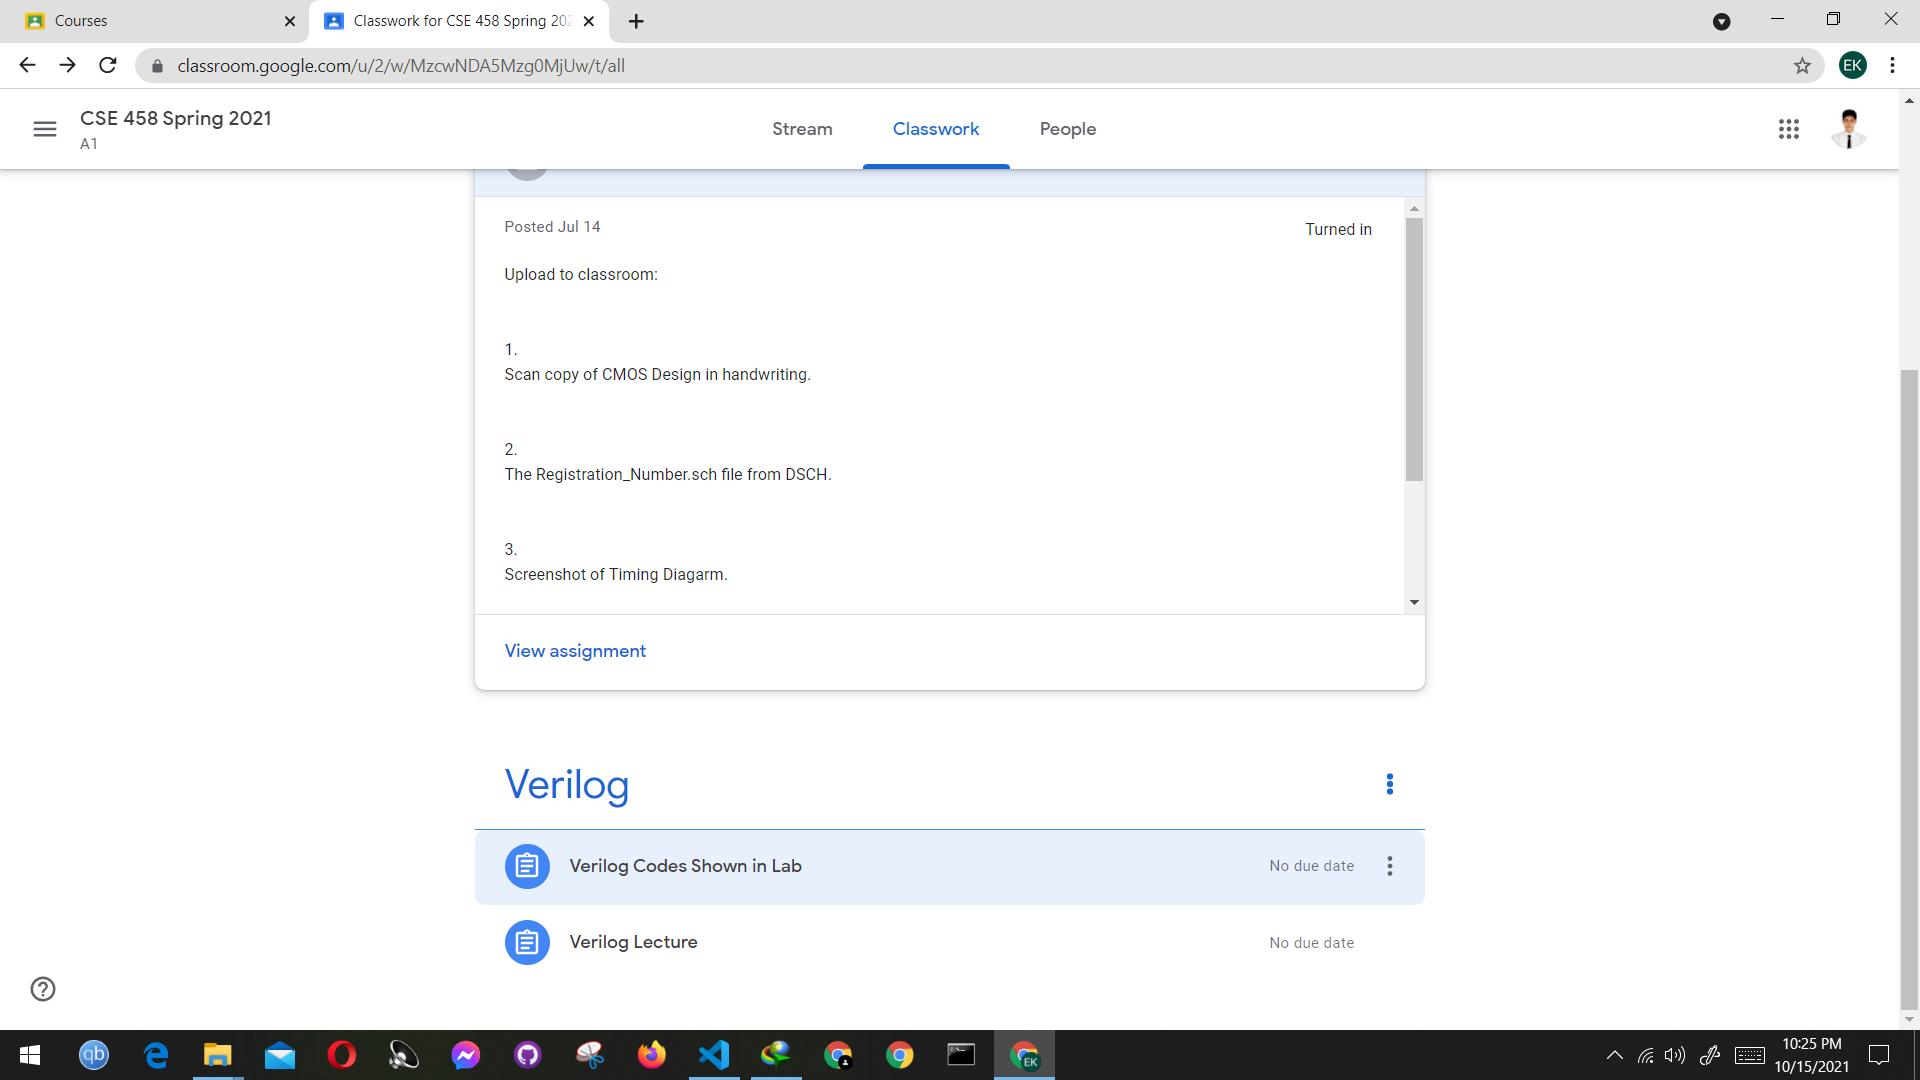 Courses
Classwork for CSE 458 Spring 202
classroom.google.com/u/2/w/MzcwNDA5Mzg0MjUw/t/all
EK
CSE 458 Spring 2021
A1
Stream
Classwork
People
Posted Jul 14
Turned in
Upload to classroom:
1.
Scan copy of CMOS Design in handwriting.
2.
The Registration_Number.sch file from DSCH.
3.
Screenshot of Timing Diagarm.
View assignment
Verilog
Verilog Codes Shown in Lab
No due date
Verilog Lecture
No due date
qb
EK
10:25 PM
10/15/2021